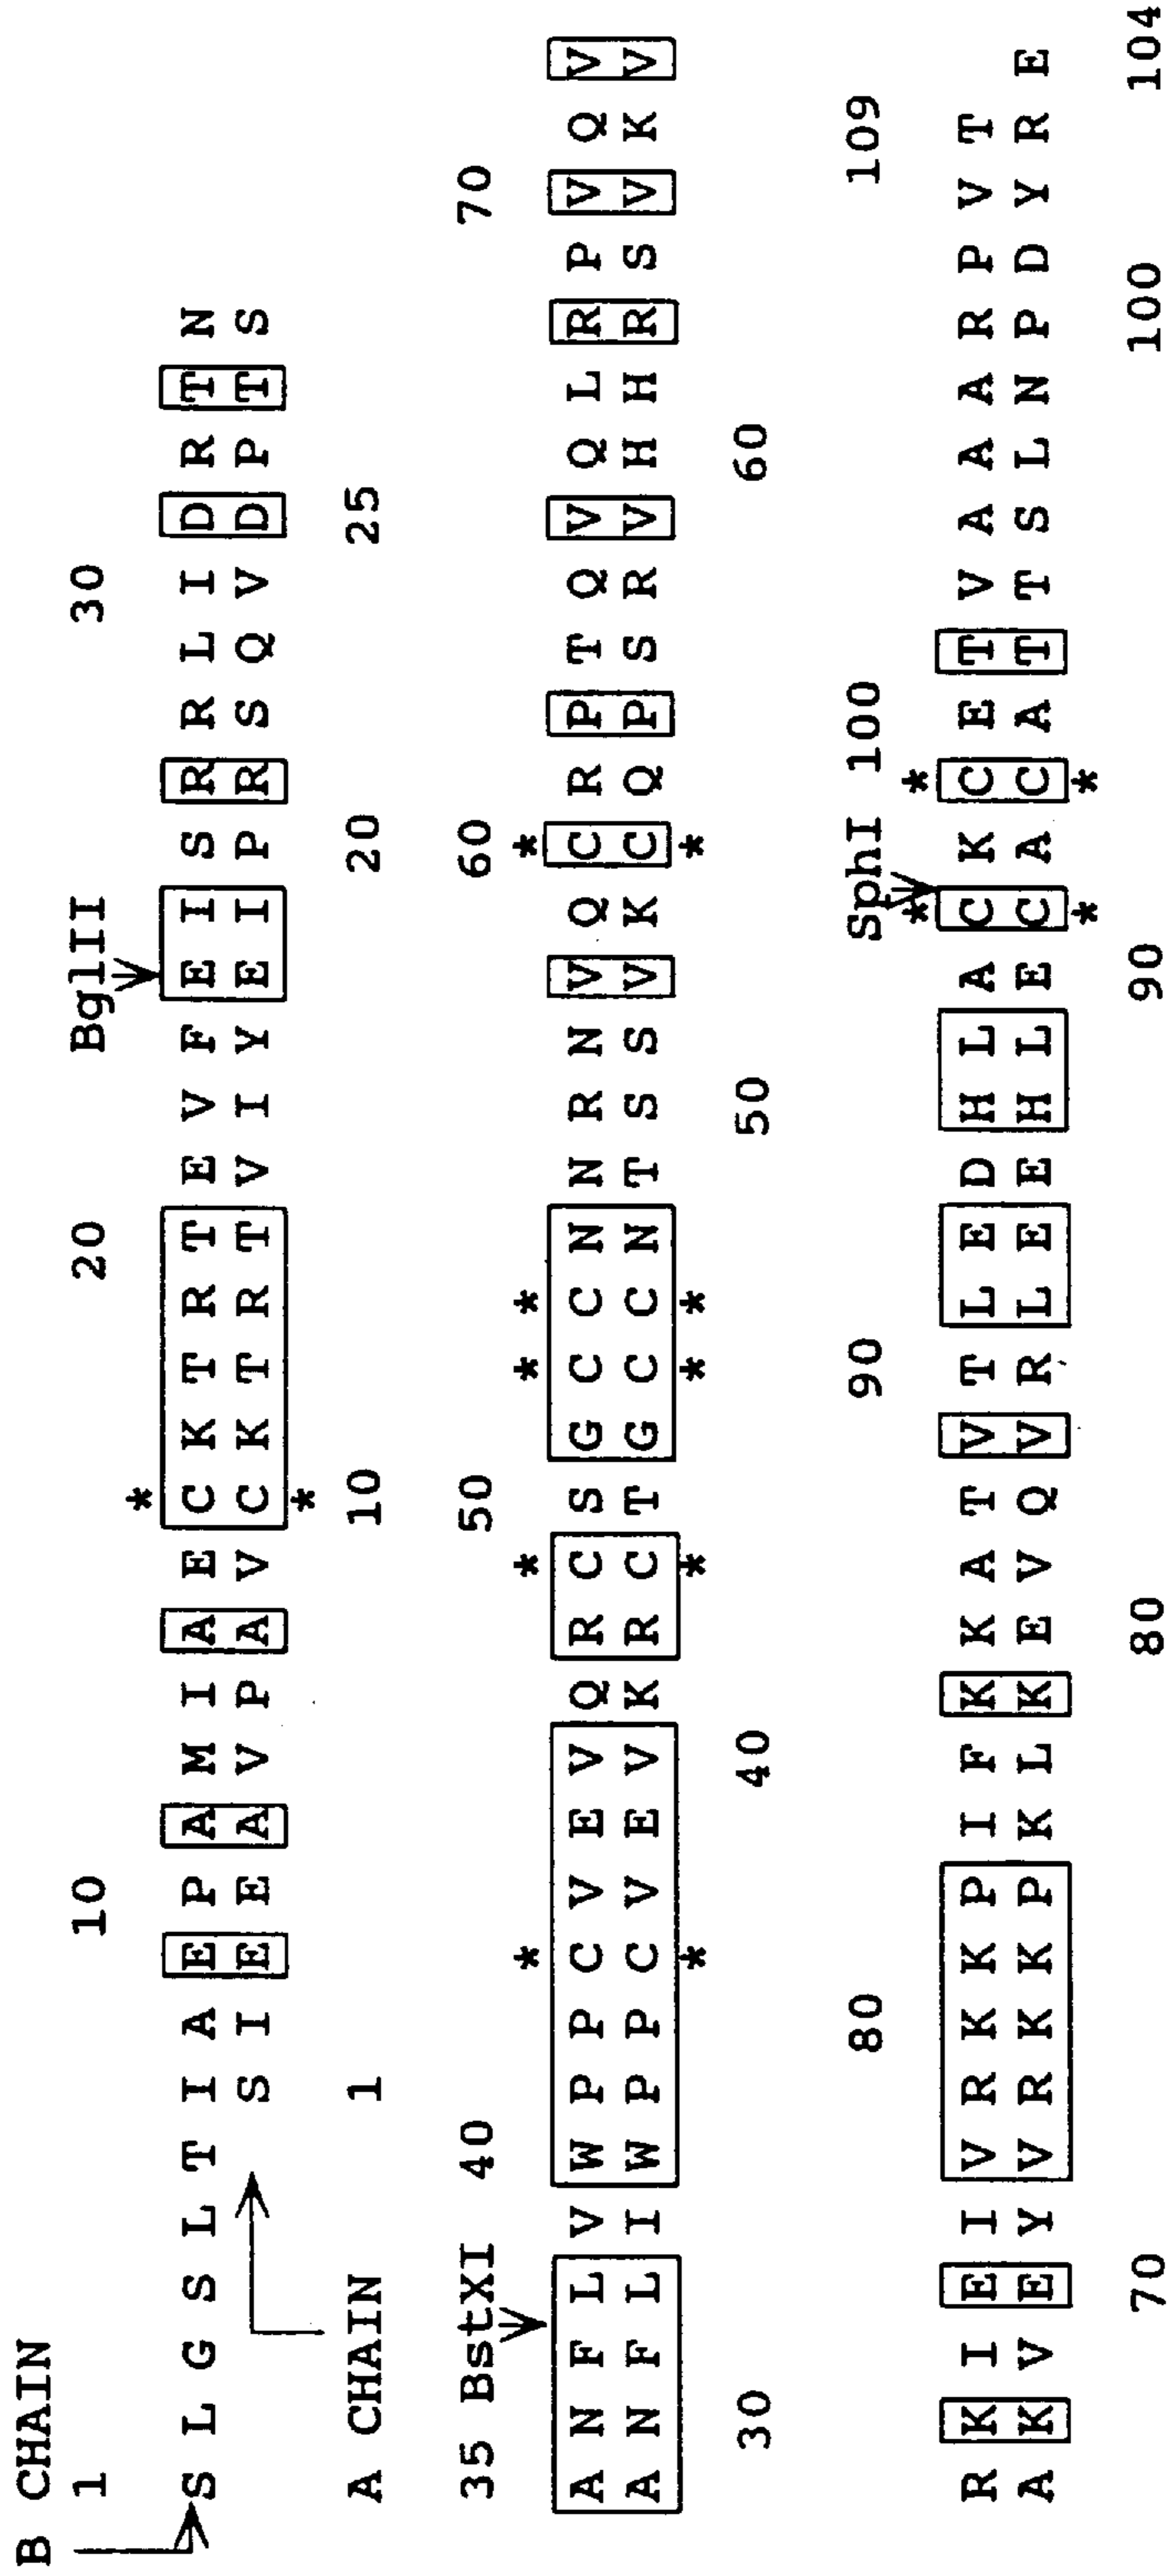 B CHAIN
1 10 20 BglII 30
*
S L G S L T I A E P A M I A E C K T R T E V F E I S R R L I D R T N
S I E E A V P A V C K T R T V I Y E I P R S Q V D P T S
*
A CHAIN 1 10 20 25
35 BstXI 40 50 60 70
* * * * *
A N F L V W P P C V E V Q R C S G C C N N R N V Q C R P T Q V Q L R P V Q V
A N F L I W P P C V E V K R C T G C C N T S S V K C Q P S R V H H R S V K V
* * * * *
30 40 50 60
80 90 SphI 100 109
* *
R K I E I V R K K P I F K K A T V T L E D H L A C K C E T V A A A R P V T
A K V E Y V R K K P K L K E V Q V R L E E H L E C A C A T T S L N P D Y R E
* *
70 80 90 100 104